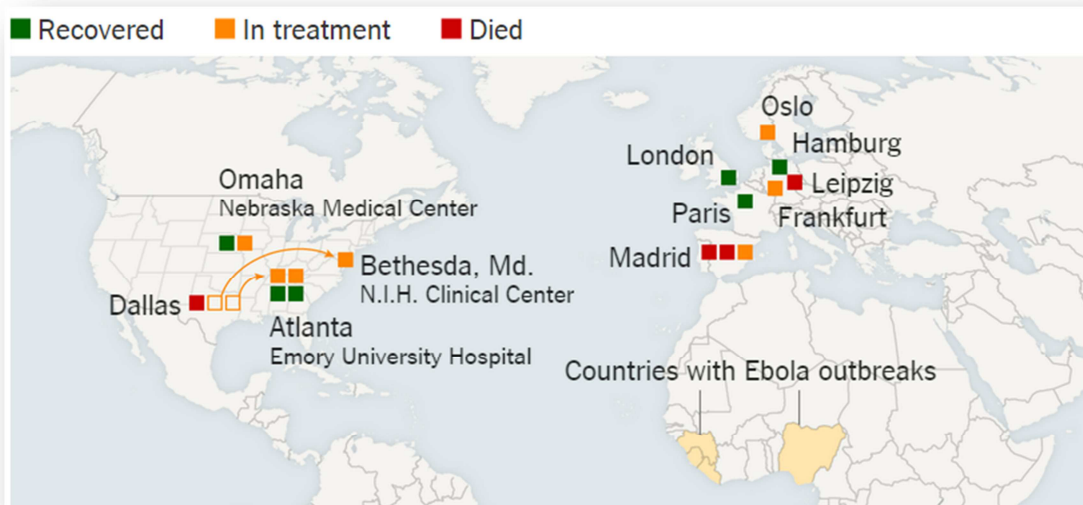 Recovered In treatment Died
Oslo
Hamburg
London
Leipzig
Omaha
Nebraska Medical Center
Paris
Frankfurt
Madrid
Bethesda, Md.
N.I.H. Clinical Center
Dallas
Atlanta
Emory University Hospital
Countries with Ebola outbreaks